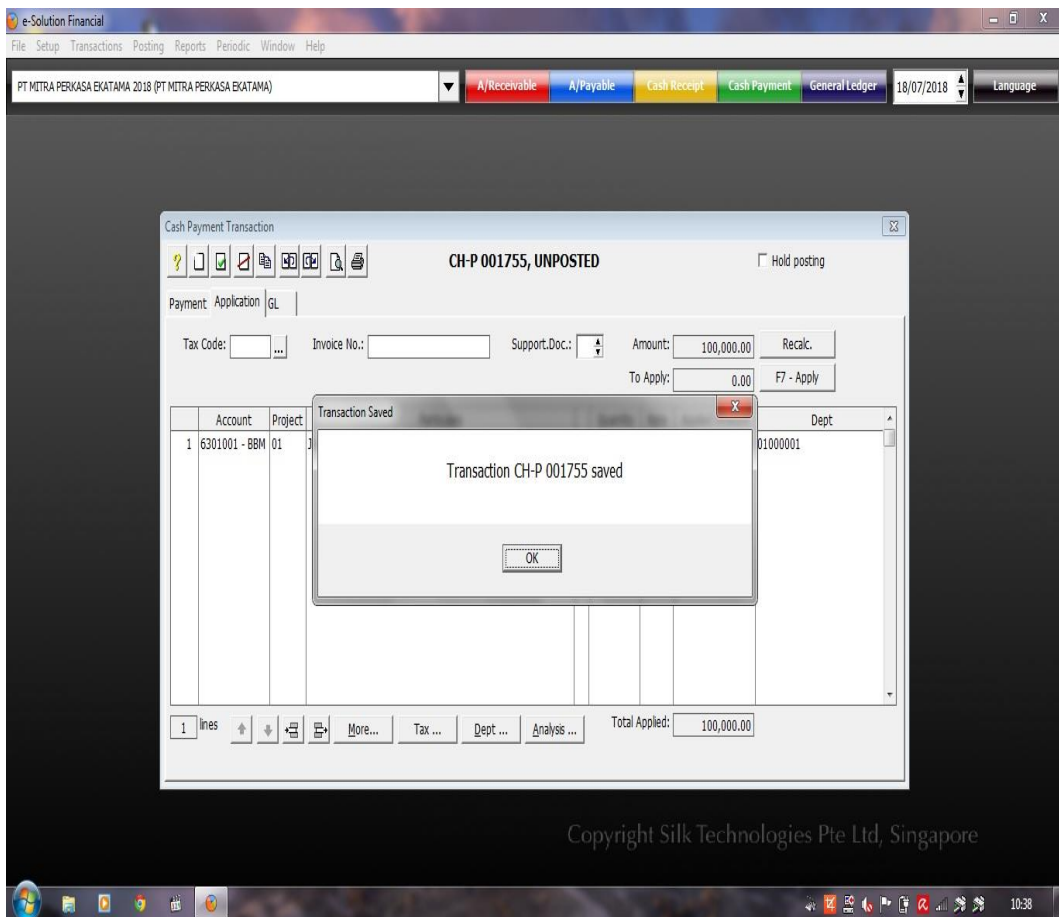 e-Solution Financial
File Setup Transactions Posting Reports Periodic Window Help
PT MITRA PERKASA EKATAMA 2018 (PT MITRA PERKASA EKATAMA) A/Receivable A/Payable Cash Receipt Cash Payment General Ledger 18/07/2018 Language
Cash Payment Transaction
CH-P 001755, UNPOSTED Hold posting
Payment Application GL
Tax Code: ... Invoice No.: Support.Doc.: Amount: 100,000.00 Recalc.
To Apply: 0.00 F7 - Apply
Account Project Dept
1 6301001 - BBM 01 01000001
Transaction Saved
Transaction CH-P 001755 saved
OK
1 lines More... Tax ... Dept ... Analysis ... Total Applied: 100,000.00
Copyright Silk Technologies Pte Ltd, Singapore
10:38